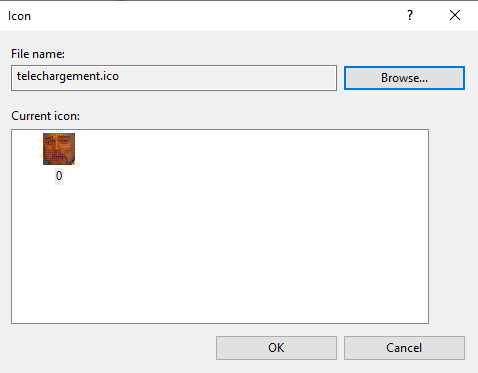 Icon
?
File name:
telechargement.ico
Browse...
Current icon:
0
OK
Cancel